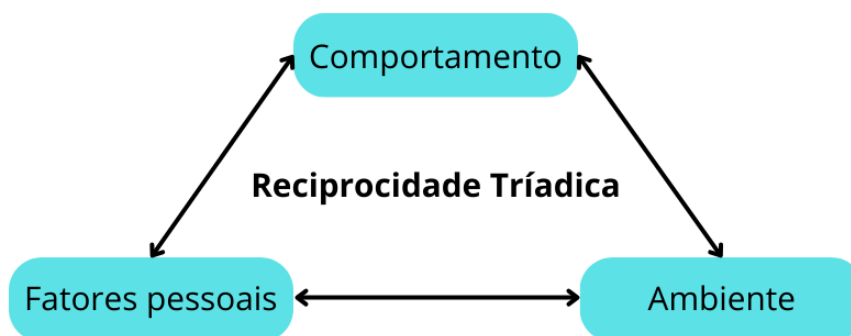 Comportamento
Reciprocidade Tríadica
Fatores pessoais
Ambiente